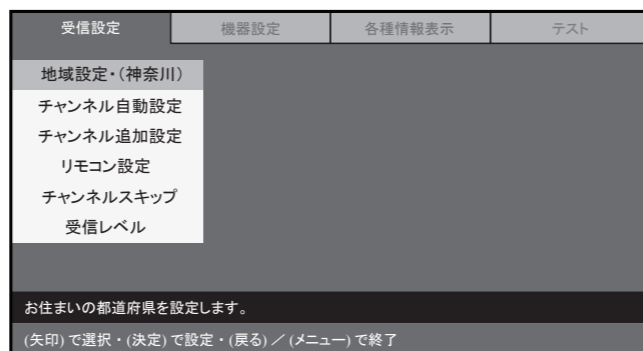 受信設定 機器設定 各種情報表示 テスト
地域設定・(神奈川)
チャンネル自動設定
チャンネル追加設定
リモコン設定
チャンネルスキップ
受信レベル
お住まいの都道府県を設定します。
(矢印) で選択・(決定) で設定・(戻る) ／ (メニュー) で終了